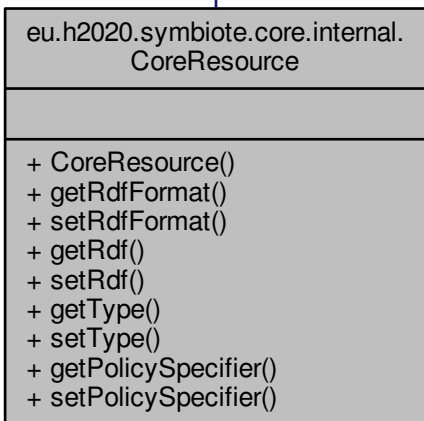 eu.h2020.symbiote.core.internal.
CoreResource
+ CoreResource()
+ getRdfFormat()
+ setRdfFormat()
+ getRdf()
+ setRdf()
+ getType()
+ setType()
+ getPolicySpecifier()
+ setPolicySpecifier()